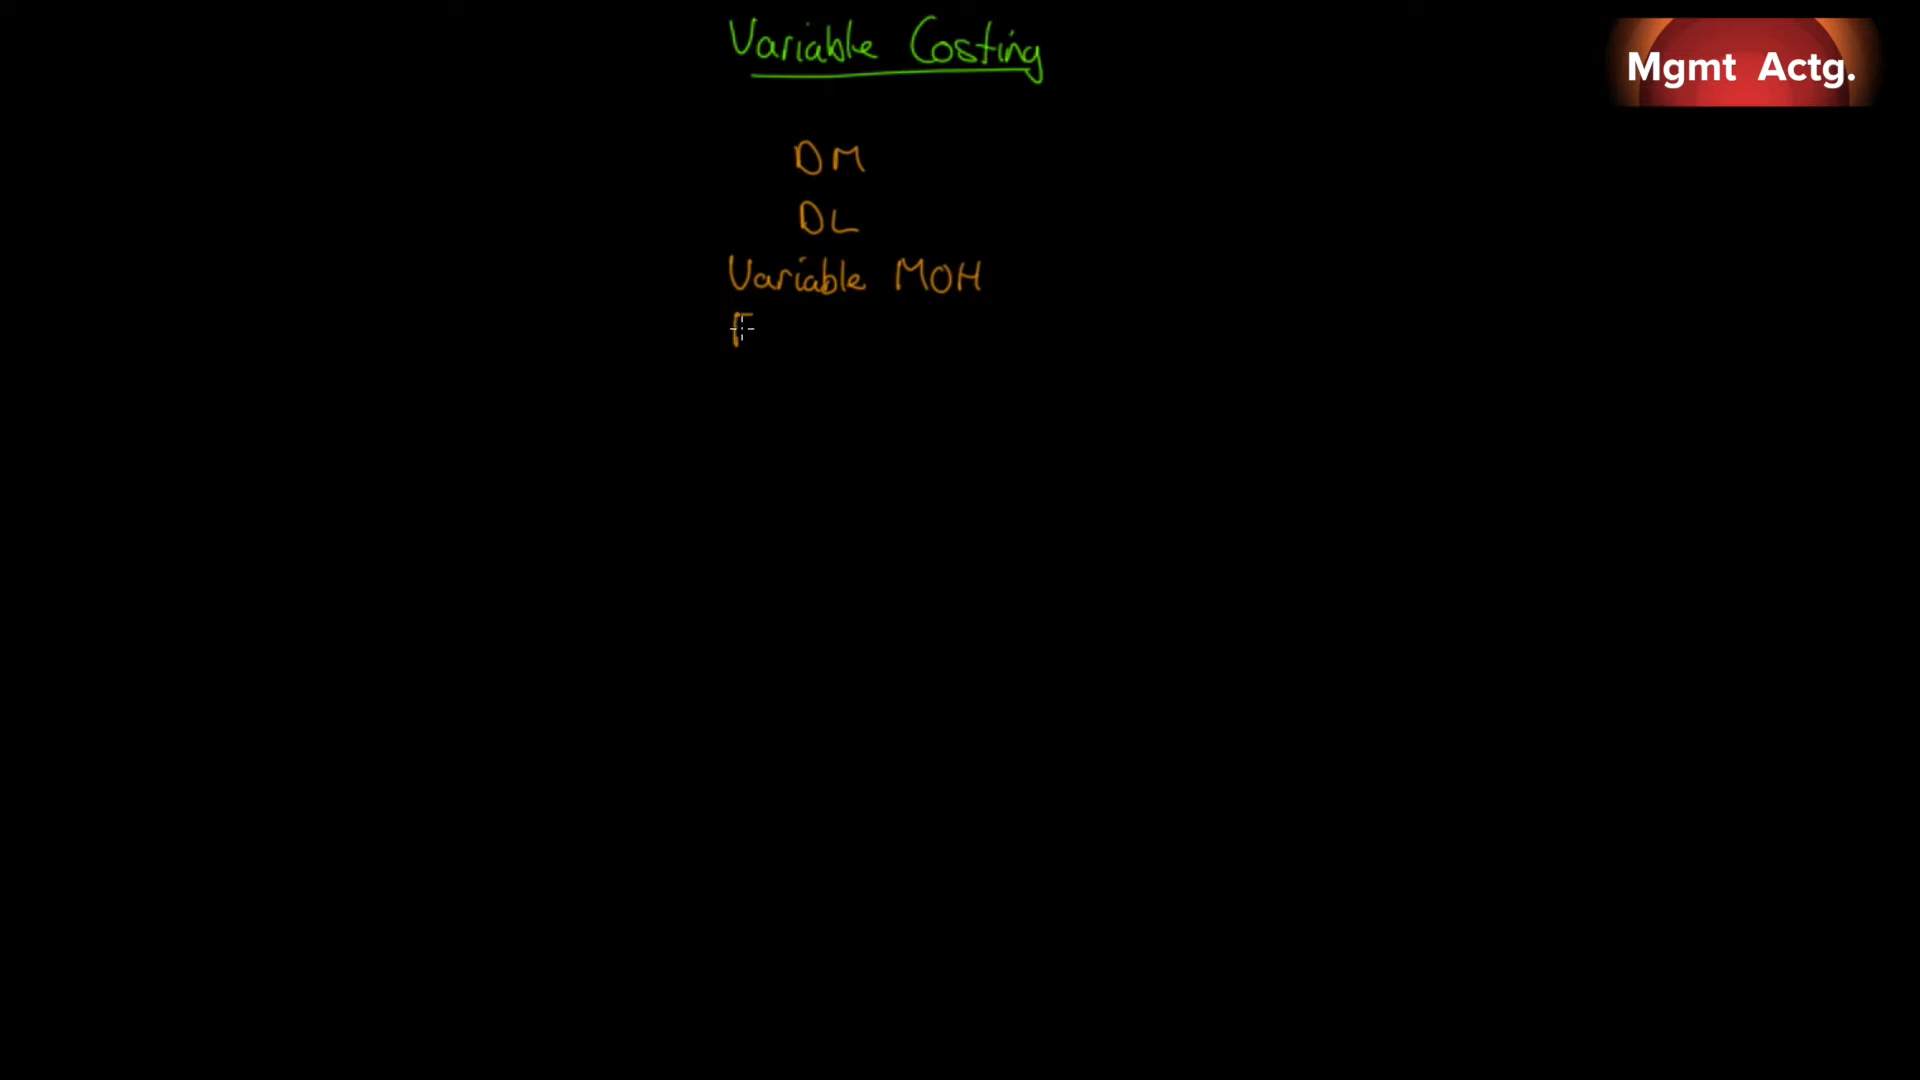 Variable Costing
Mgmt Actg.
DM
DL
Variable MOH
F